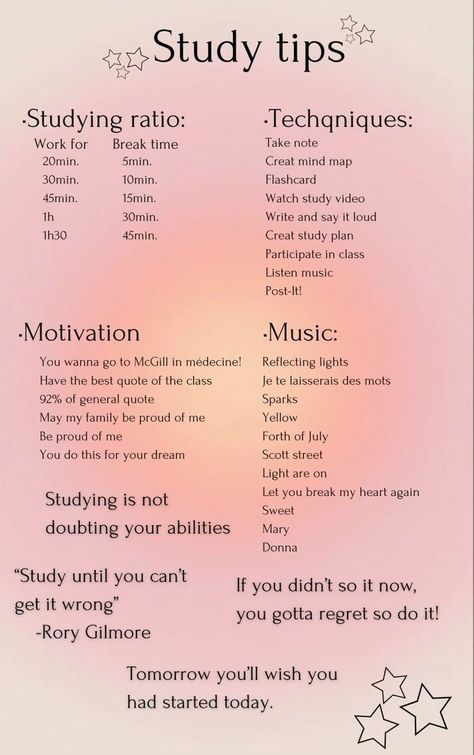 Study tips
·Studying ratio:
Work for Break time
20min. 5min.
30min. 10min.
45min. 15min.
1h 30min.
1h30 45min.
·Techqniques:
Take note
Creat mind map
Flashcard
Watch study video
Write and say it loud
Creat study plan
Participate in class
Listen music
Post-It!
·Motivation
You wanna go to McGill in médecine!
Have the best quote of the class
92% of general quote
May my family be proud of me
Be proud of me
You do this for your dream
·Music:
Reflecting lights
Je te laisserais des mots
Sparks
Yellow
Forth of July
Scott street
Light are on
Let you break my heart again
Sweet
Mary
Donna
Studying is not
doubting your abilities
“Study until you can’t
get it wrong”
-Rory Gilmore
If you didn’t so it now,
you gotta regret so do it!
Tomorrow you’ll wish you
had started today.